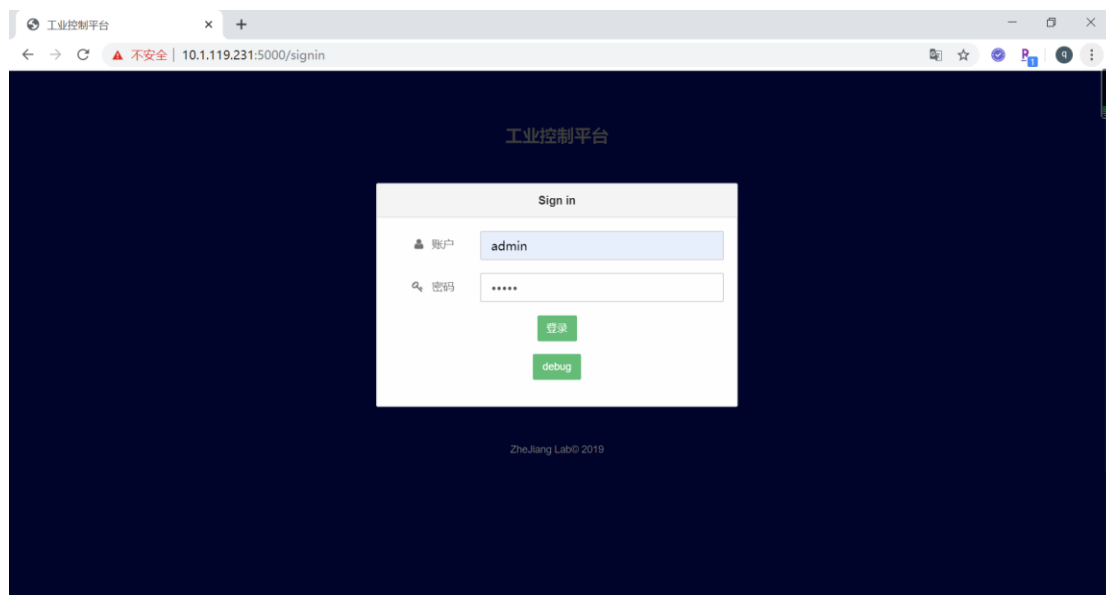 工业控制平台
不安全 | 10.1.119.231:5000/signin
R 1 q
工业控制平台
Sign in
账户 admin
密码 •••••
登录
debug
ZheJiang Lab© 2019